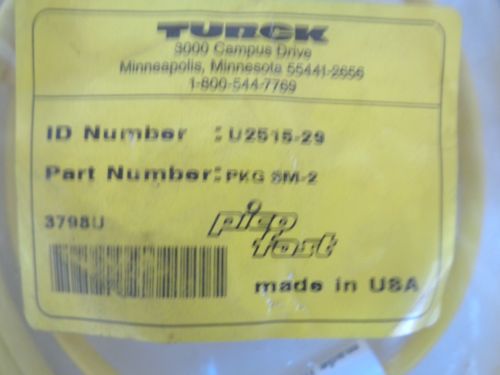 TURCK
3000 Campus Drive
Minneapolis, Minnesota 55441-2656
1-800-544-7769
ID Number : U2515-29
Part Number: PKG 3M-2
3798U
pico fast
made in USA